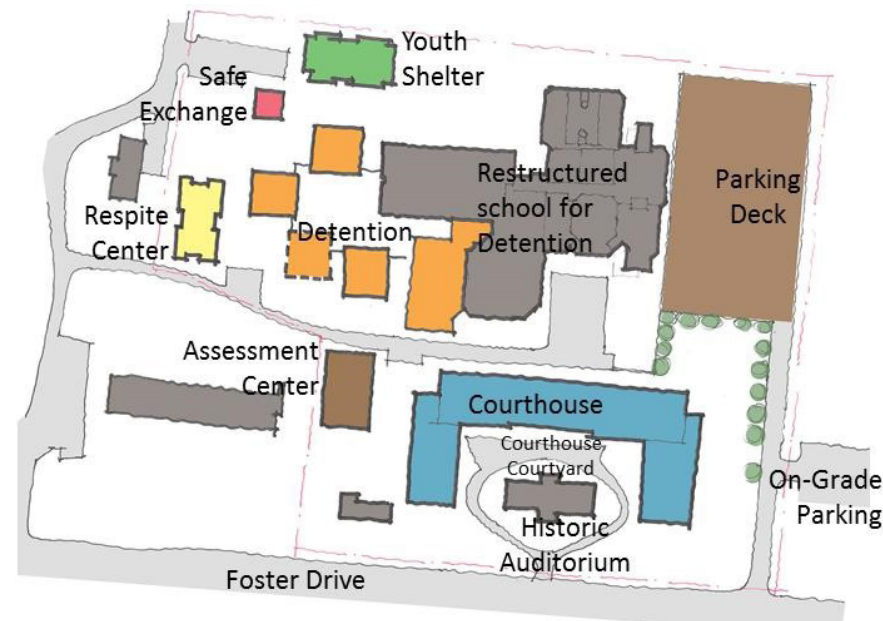 Youth
Shelter
Safe
Exchange
Restructured
school for
Detention
Parking
Deck
Respite
Center
Detention
Assessment
Center
Courthouse
Courthouse
Courtyard
On-Grade
Parking
Historic
Auditorium
Foster Drive